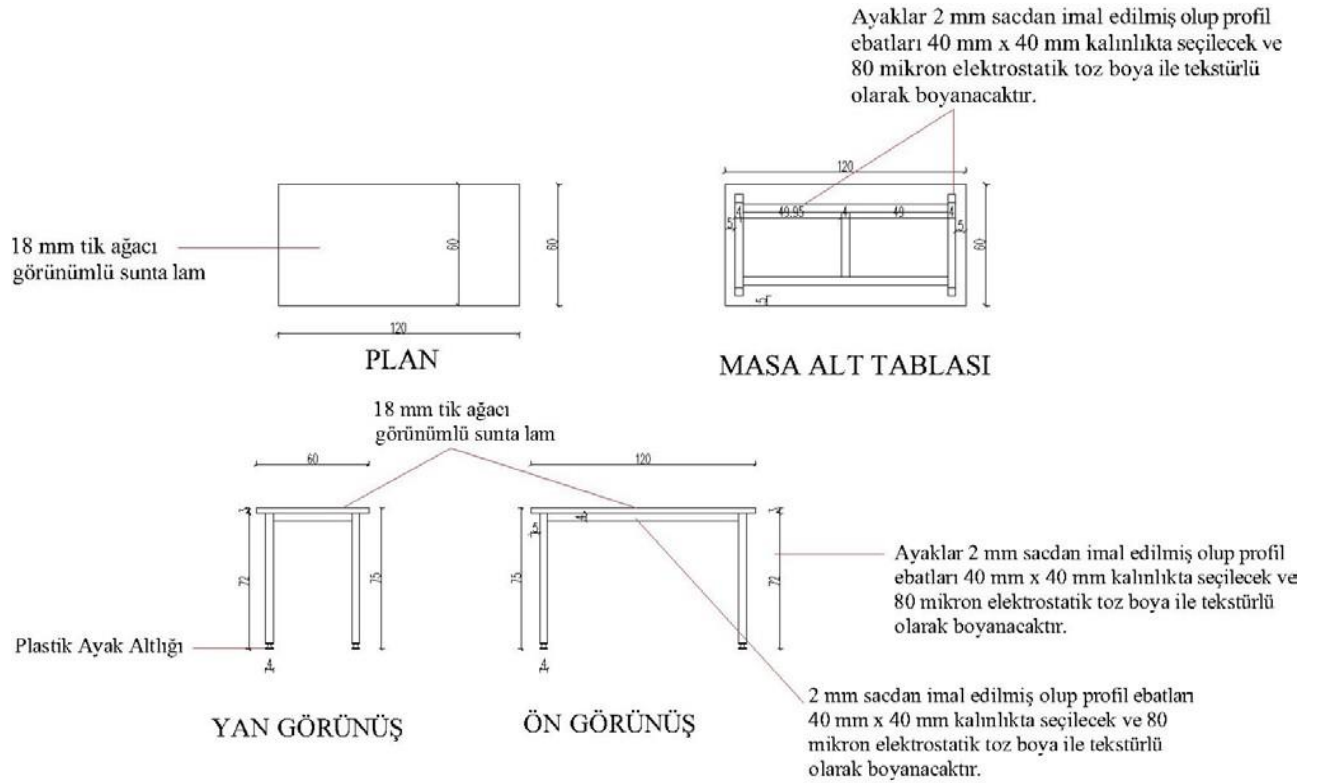 Ayaklar 2 mm sacdan imal edilmiş olup profil
ebatları 40 mm x 40 mm kalınlıkta seçilecek ve
80 mikron elektrostatik toz boya ile tekstürlü
olarak boyanacaktır.
18 mm tik ağacı
görünümlü sunta lam
60
60
120
PLAN
120
4
49.95
4
49
4
5
5
60
5
MASA ALT TABLASI
18 mm tik ağacı
görünümlü sunta lam
60
3
72
75
4
Plastik Ayak Altlığı
YAN GÖRÜNÜŞ
120
5
4
3
75
72
4
ÖN GÖRÜNÜŞ
Ayaklar 2 mm sacdan imal edilmiş olup profil
ebatları 40 mm x 40 mm kalınlıkta seçilecek ve
80 mikron elektrostatik toz boya ile tekstürlü
olarak boyanacaktır.
2 mm sacdan imal edilmiş olup profil ebatları
40 mm x 40 mm kalınlıkta seçilecek ve 80
mikron elektrostatik toz boya ile tekstürlü
olarak boyanacaktır.